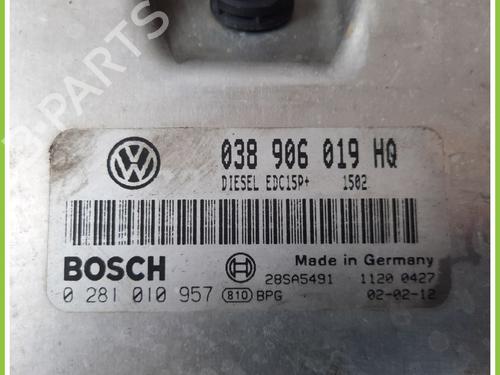 B-PARTS
VW
038 906 019 HQ
DIESEL EDC15P+ 1502
BOSCH
Made in Germany
28SA5491 1120 0427
0 281 010 957 810 BPG 02-02-12